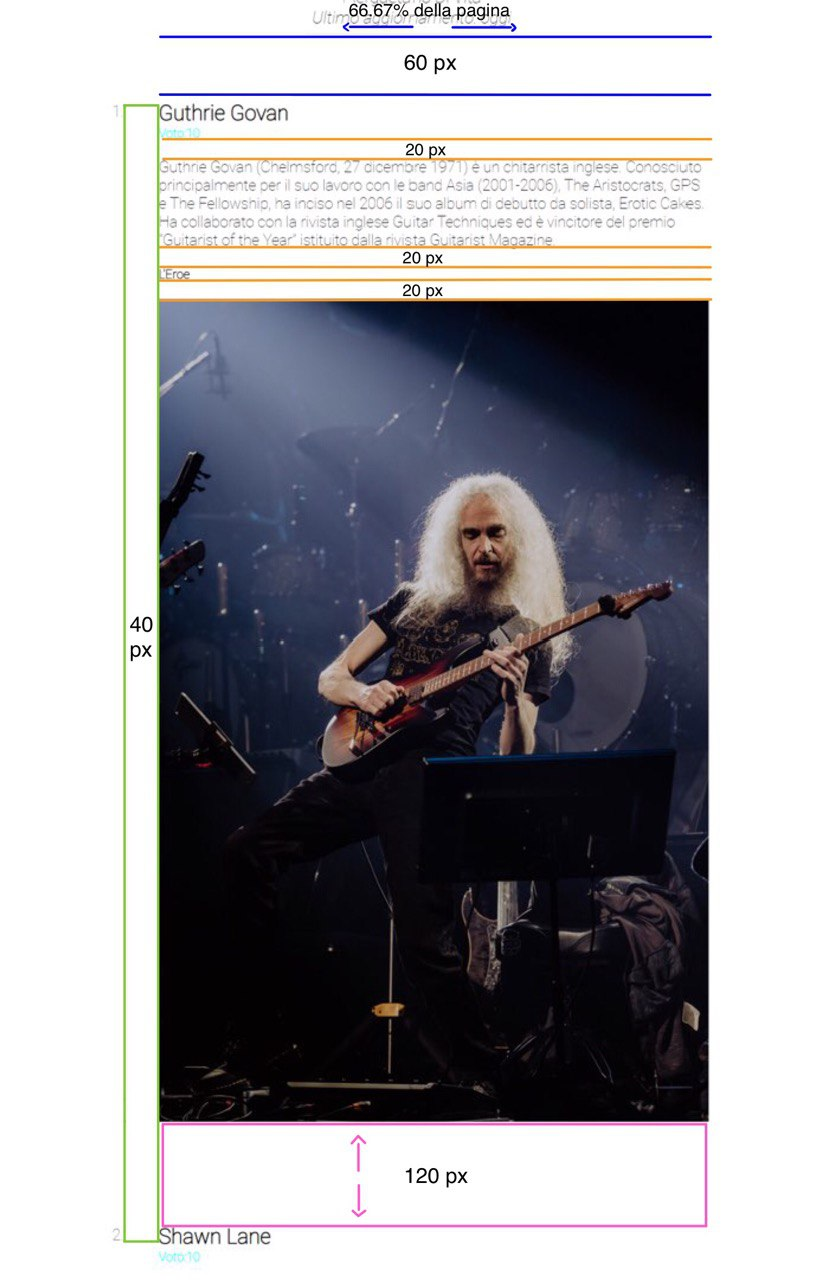 66.67% della pagina
Ultimo aggiornamento: oggi
60 px
1
Guthrie Govan
Voto:10
20 px
Guthrie Govan (Chelmsford, 27 dicembre 1971) è un chitarrista inglese. Conosciuto
principalmente per il suo lavoro con le band Asia (2001-2006), The Aristocrats, GPS
e The Fellowship, ha inciso nel 2006 il suo album di debutto da solista, Erotic Cakes.
Ha collaborato con la rivista inglese Guitar Techniques ed è vincitore del premio
"Guitarist of the Year" istituito dalla rivista Guitarist Magazine.
20 px
L'Eroe
20 px
40
px
120 px
2
Shawn Lane
Voto:10